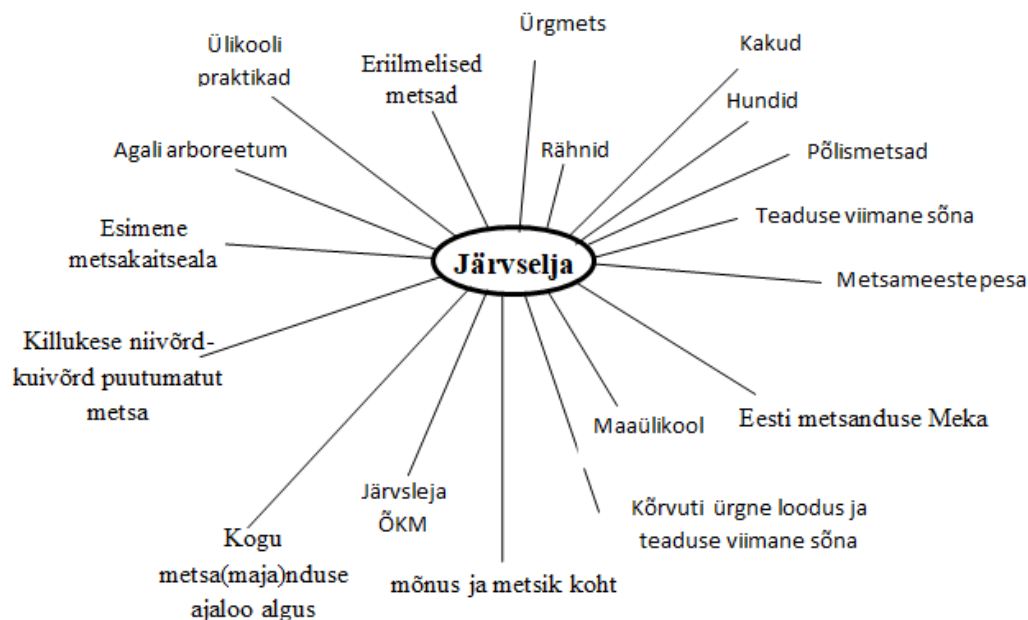 Ürgmets
Ülikooli
praktikad
Eriilmelised
metsad
Kakud
Hundid
Agali arboreetum
Rähnid
Põlismetsad
Esimene
metsakaitseala
Teaduse viimane sõna
Järvselja
Metsameestepesa
Killukese niivõrd-
kuivõrd puutumatut
metsa
Maaülikool
Eesti metsanduse Meka
Järvsleja
ÕKM
Kõrvuti ürgne loodus ja
teaduse viimane sõna
Kogu
metsa(maja)nduse
ajaloo algus
mõnus ja metsik koht